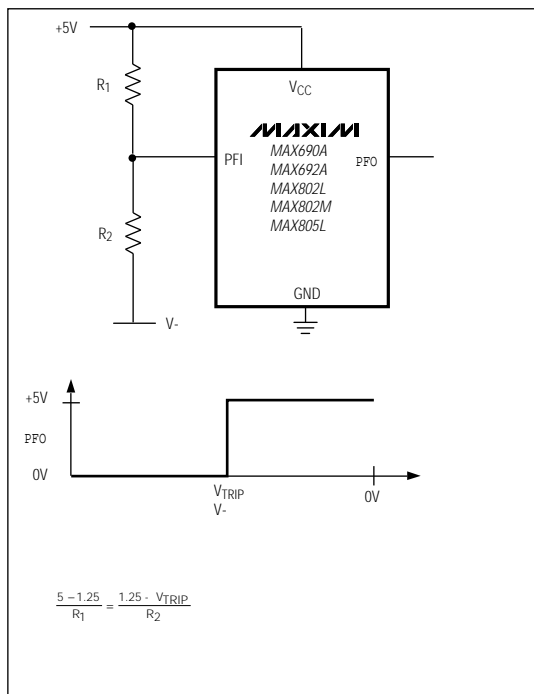 +5V
R1
VCC
MAXIM
MAX690A
PFI
PFO
MAX692A
MAX802L
MAX802M
MAX805L
R2
GND
V-
+5V
PFO
0V
VTRIP
V-
0V
5 – 1.25 / R1 = 1.25 - VTRIP / R2